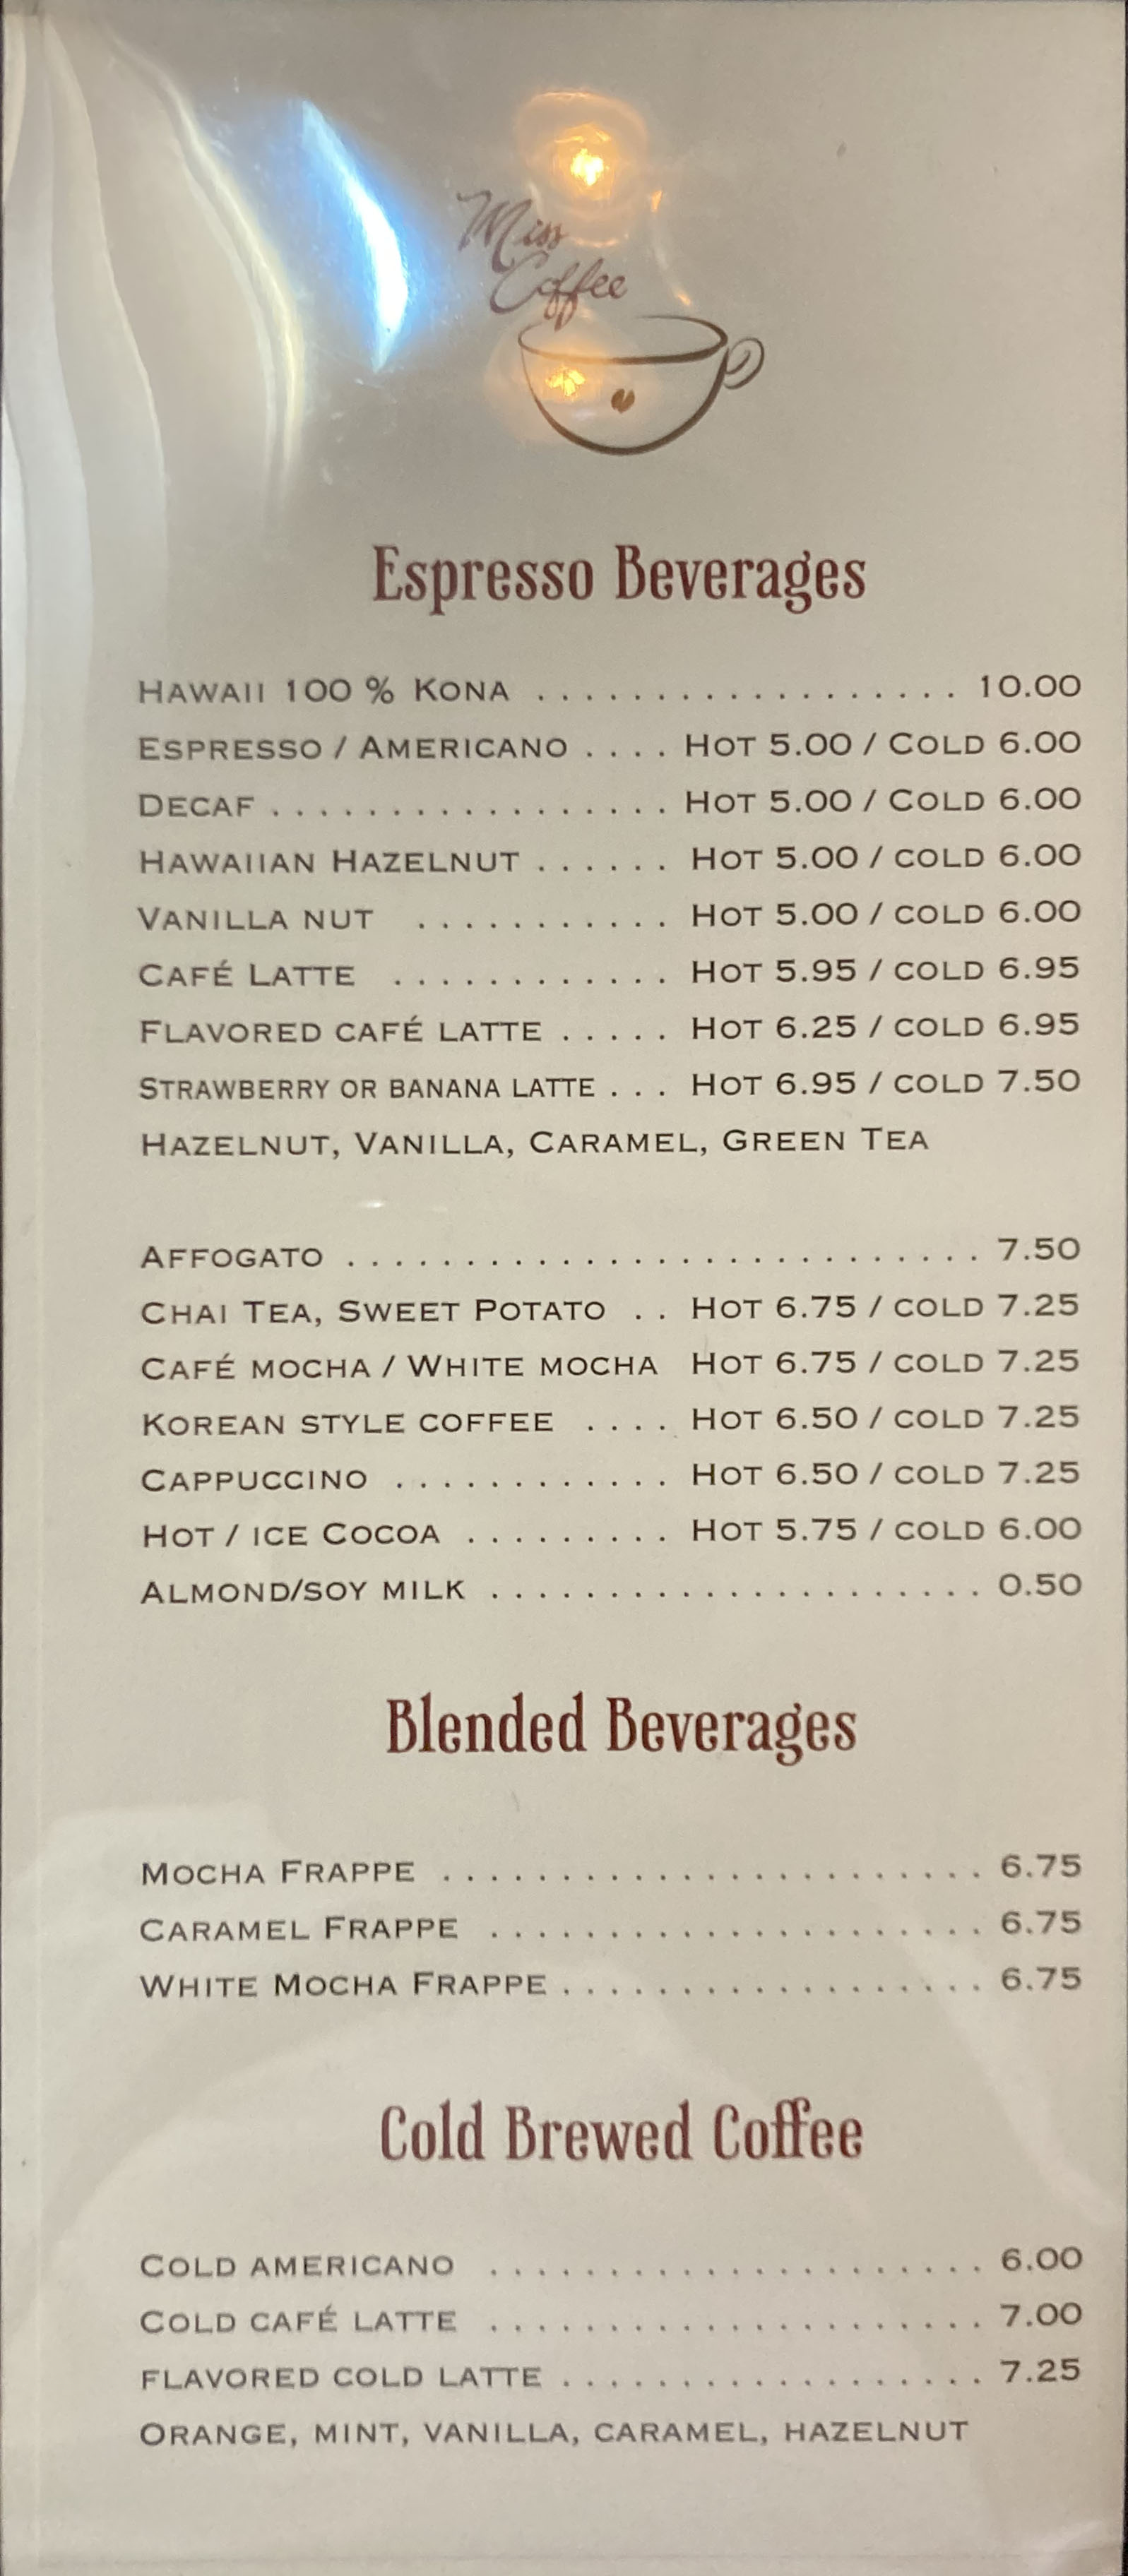 Miss
Coffee
Espresso Beverages
HAWAII 100 % KONA . . . . . . . . . . . . . . . . . . 10.00
ESPRESSO / AMERICANO . . . . HOT 5.00 / COLD 6.00
DECAF . . . . . . . . . . . . . . . . . HOT 5.00 / COLD 6.00
HAWAIIAN HAZELNUT . . . . . . HOT 5.00 / COLD 6.00
VANILLA NUT . . . . . . . . . . . HOT 5.00 / COLD 6.00
CAFÉ LATTE . . . . . . . . . . . . HOT 5.95 / COLD 6.95
FLAVORED CAFÉ LATTE . . . . . HOT 6.25 / COLD 6.95
STRAWBERRY OR BANANA LATTE . . . HOT 6.95 / COLD 7.50
HAZELNUT, VANILLA, CARAMEL, GREEN TEA
AFFOGATO . . . . . . . . . . . . . . . . . . . . . . . . . . . 7.50
CHAI TEA, SWEET POTATO . . HOT 6.75 / COLD 7.25
CAFÉ MOCHA / WHITE MOCHA HOT 6.75 / COLD 7.25
KOREAN STYLE COFFEE . . . . HOT 6.50 / COLD 7.25
CAPPUCCINO . . . . . . . . . . . . HOT 6.50 / COLD 7.25
HOT / ICE COCOA . . . . . . . . . HOT 5.75 / COLD 6.00
ALMOND/SOY MILK . . . . . . . . . . . . . . . . . . . . . 0.50
Blended Beverages
MOCHA FRAPPE . . . . . . . . . . . . . . . . . . . . . . . 6.75
CARAMEL FRAPPE . . . . . . . . . . . . . . . . . . . . . 6.75
WHITE MOCHA FRAPPE . . . . . . . . . . . . . . . . . . 6.75
Cold Brewed Coffee
COLD AMERICANO . . . . . . . . . . . . . . . . . . . . . 6.00
COLD CAFÉ LATTE . . . . . . . . . . . . . . . . . . . . . 7.00
FLAVORED COLD LATTE . . . . . . . . . . . . . . . . . . 7.25
ORANGE, MINT, VANILLA, CARAMEL, HAZELNUT